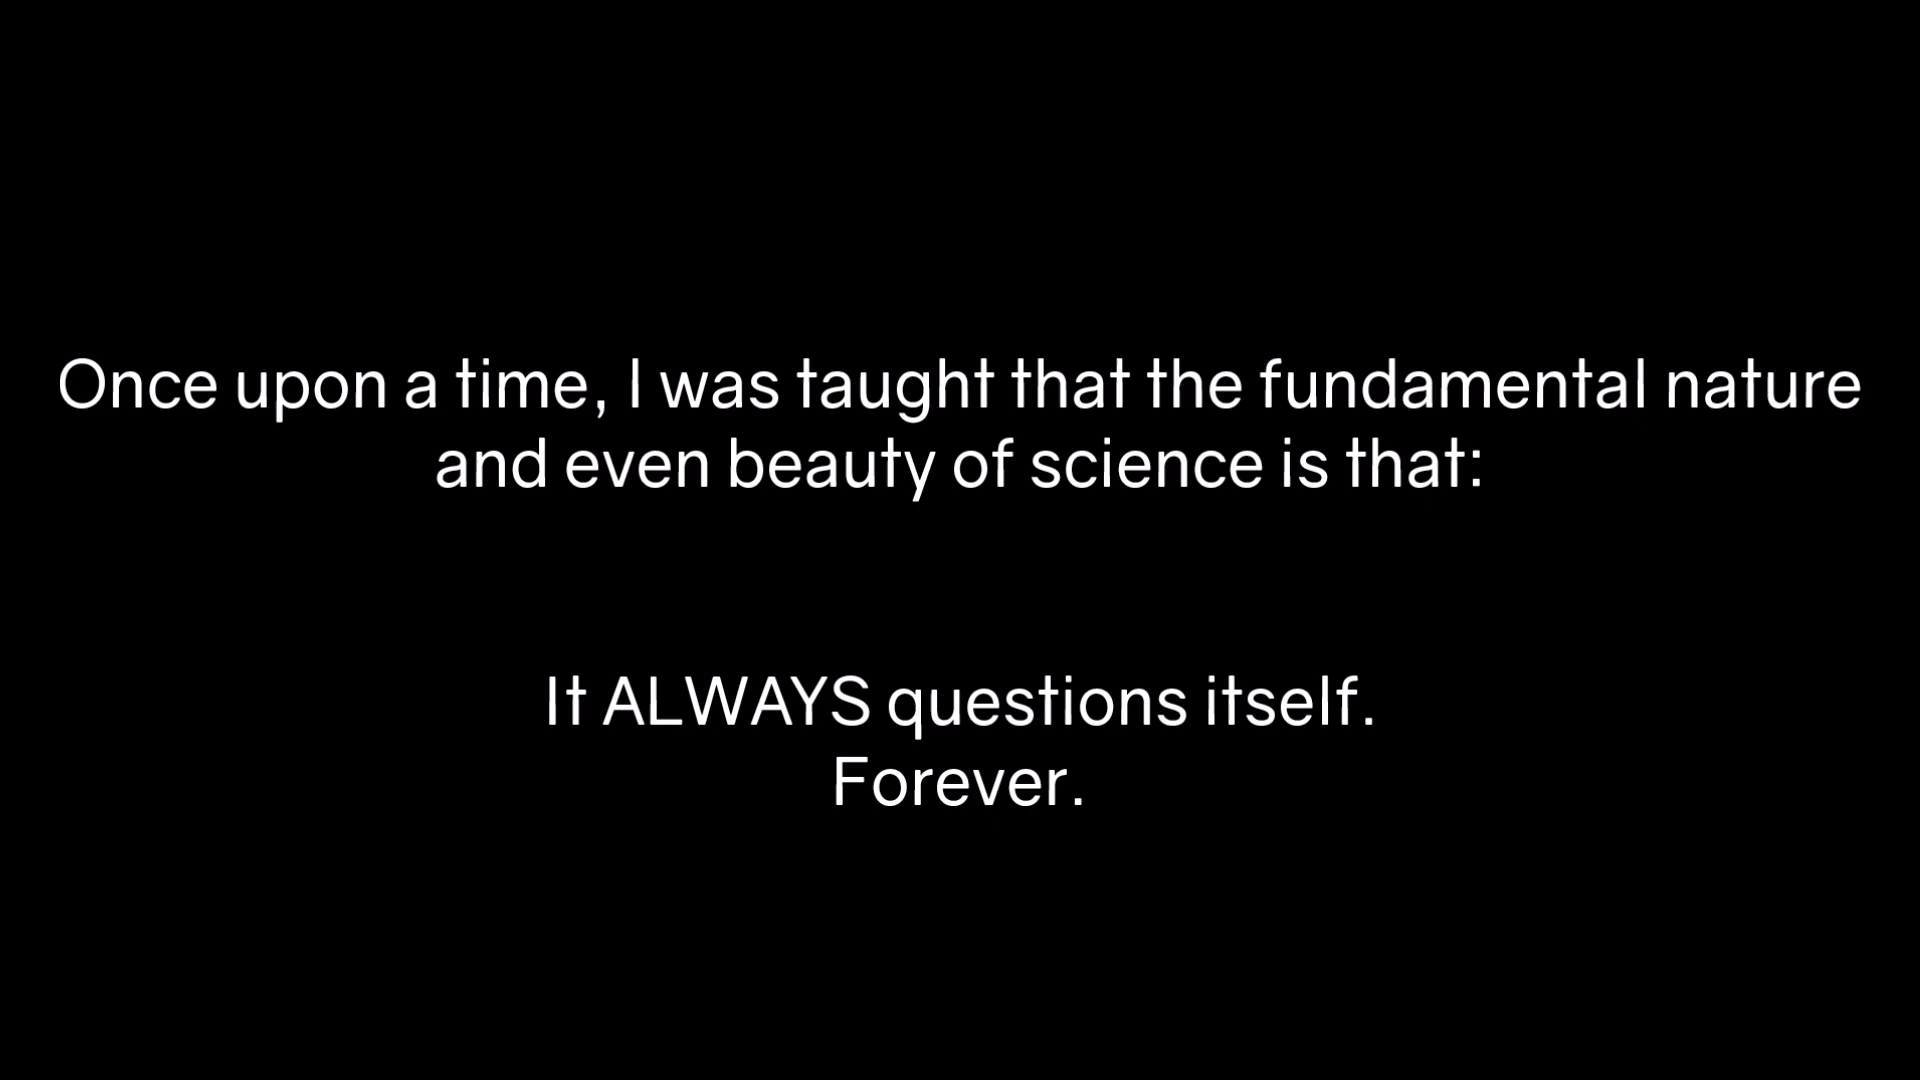 Once upon a time, I was taught that the fundamental nature
and even beauty of science is that:
It ALWAYS questions itself.
Forever.